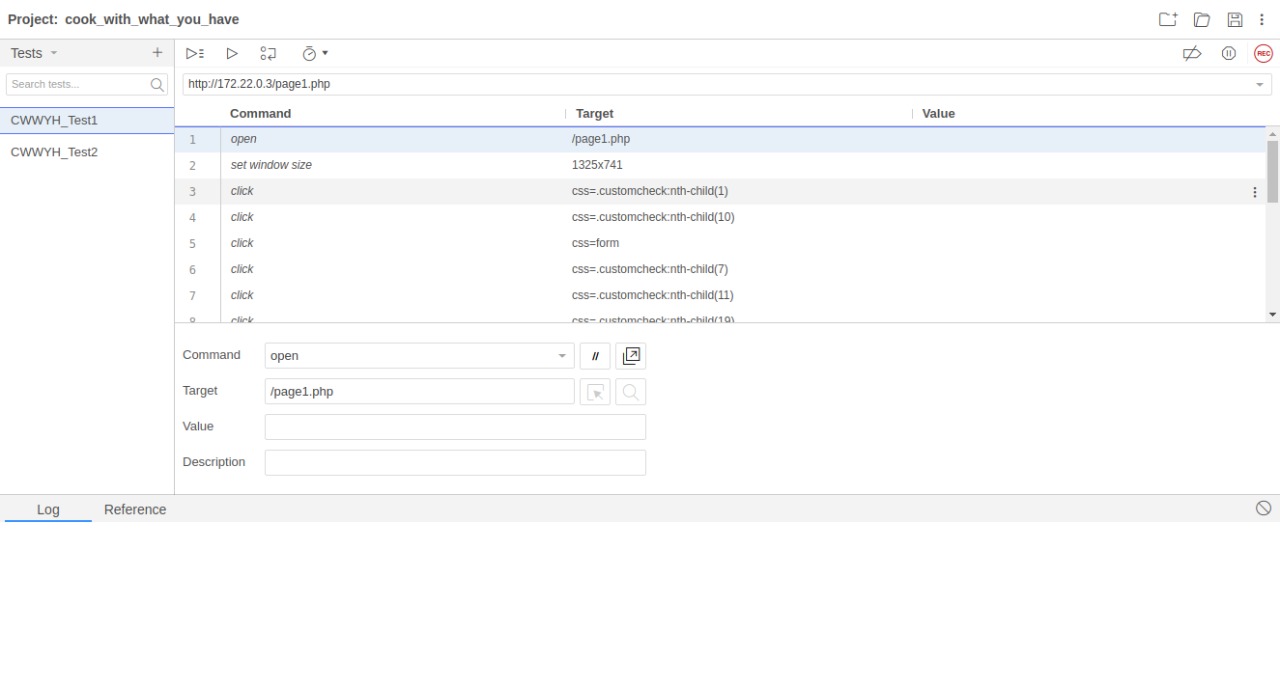 Project: cook_with_what_you_have
Tests
REC
Search tests...
http://172.22.0.3/page1.php
Command Target Value
CWWYH_Test1
CWWYH_Test2
1 open /page1.php
2 set window size 1325x741
3 click css=.customcheck:nth-child(1)
4 click css=.customcheck:nth-child(10)
5 click css=form
6 click css=.customcheck:nth-child(7)
7 click css=.customcheck:nth-child(11)
8 click css=.customcheck:nth-child(19)
Command open //
Target /page1.php
Value
Description
Log Reference